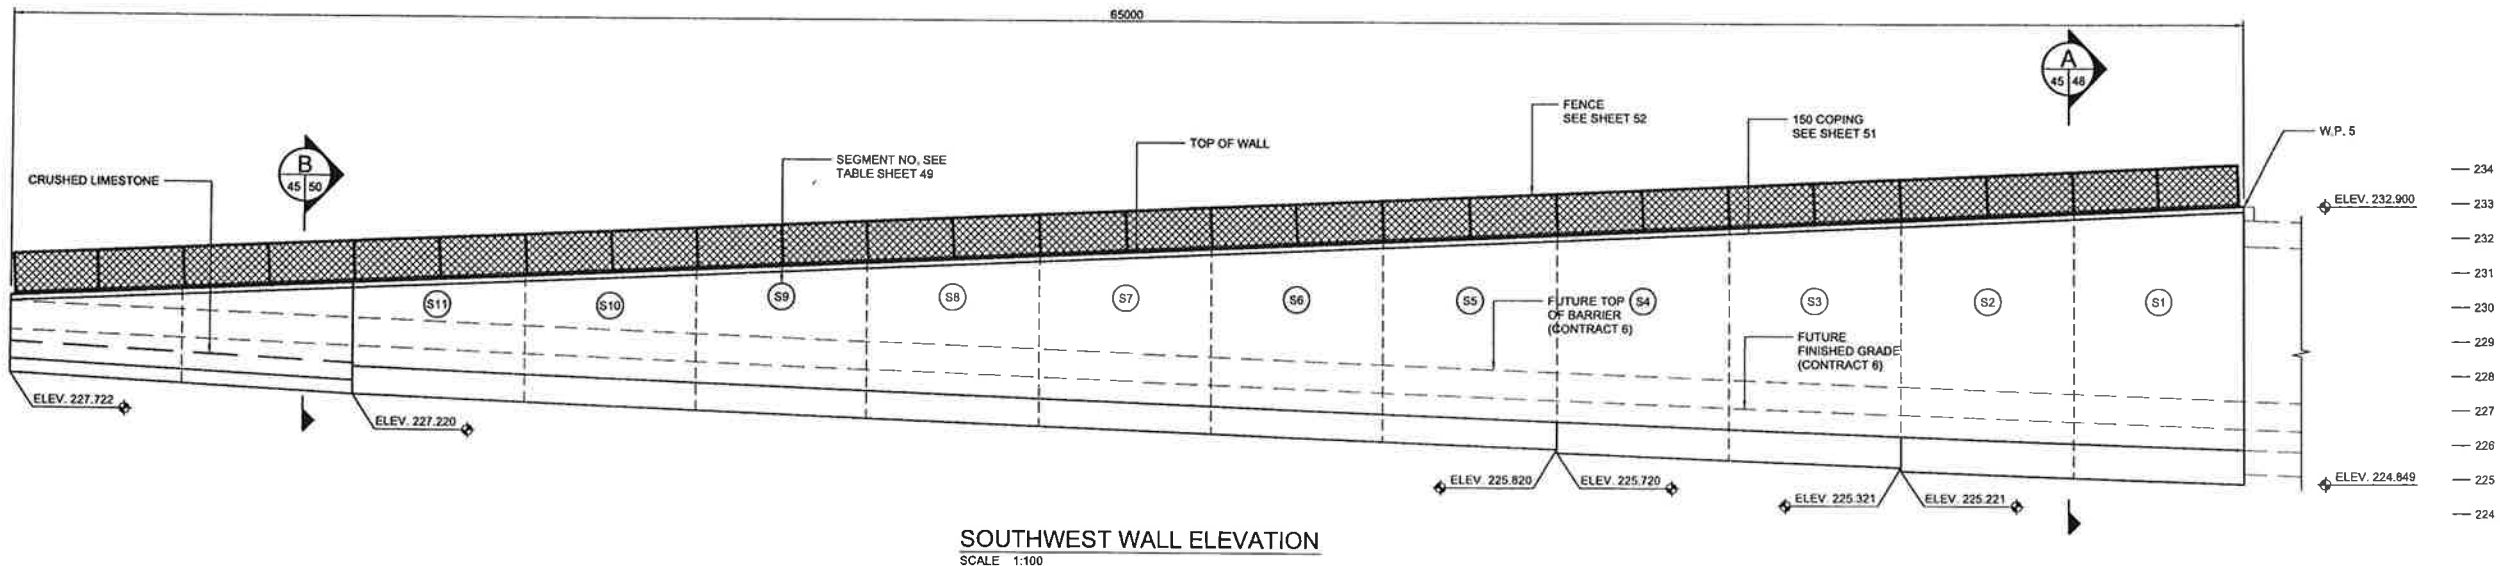 65000
A
45 48
FENCE
SEE SHEET 52
150 COPING
SEE SHEET 51
W.P. 5
TOP OF WALL
B
45 50
SEGMENT NO. SEE
TABLE SHEET 49
CRUSHED LIMESTONE
234
ELEV. 232.900
233
232
231
230
229
228
227
226
225
224
S11
S10
S9
S8
S7
S6
S5
S4
S3
S2
S1
FUTURE TOP
OF BARRIER
(CONTRACT 6)
FUTURE
FINISHED GRADE
(CONTRACT 6)
ELEV. 227.722
ELEV. 227.220
ELEV. 225.820
ELEV. 225.720
ELEV. 225.321
ELEV. 225.221
ELEV. 224.849
SOUTHWEST WALL ELEVATION
SCALE 1:100